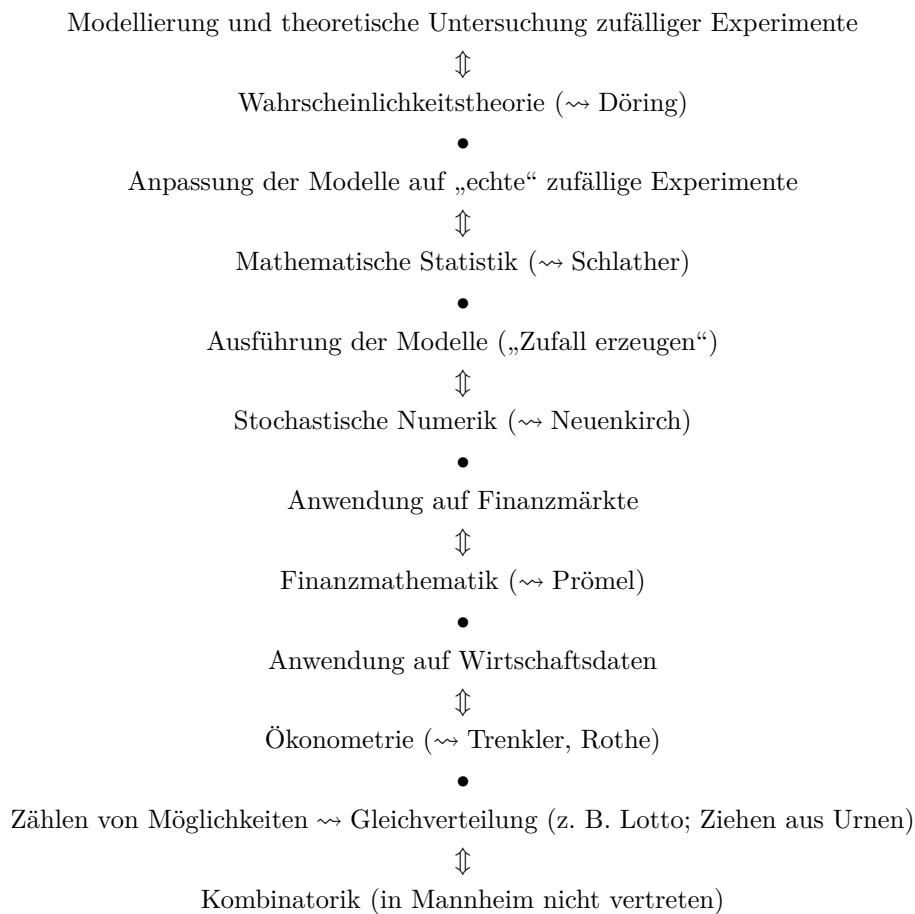 Modellierung und theoretische Untersuchung zufälliger Experimente
⇕
Wahrscheinlichkeitstheorie (⇝ Döring)
•
Anpassung der Modelle auf „echte“ zufällige Experimente
⇕
Mathematische Statistik (⇝ Schlather)
•
Ausführung der Modelle („Zufall erzeugen“)
⇕
Stochastische Numerik (⇝ Neuenkirch)
•
Anwendung auf Finanzmärkte
⇕
Finanzmathematik (⇝ Prömel)
•
Anwendung auf Wirtschaftsdaten
⇕
Ökonometrie (⇝ Trenkler, Rothe)
•
Zählen von Möglichkeiten ⇝ Gleichverteilung (z. B. Lotto; Ziehen aus Urnen)
⇕
Kombinatorik (in Mannheim nicht vertreten)